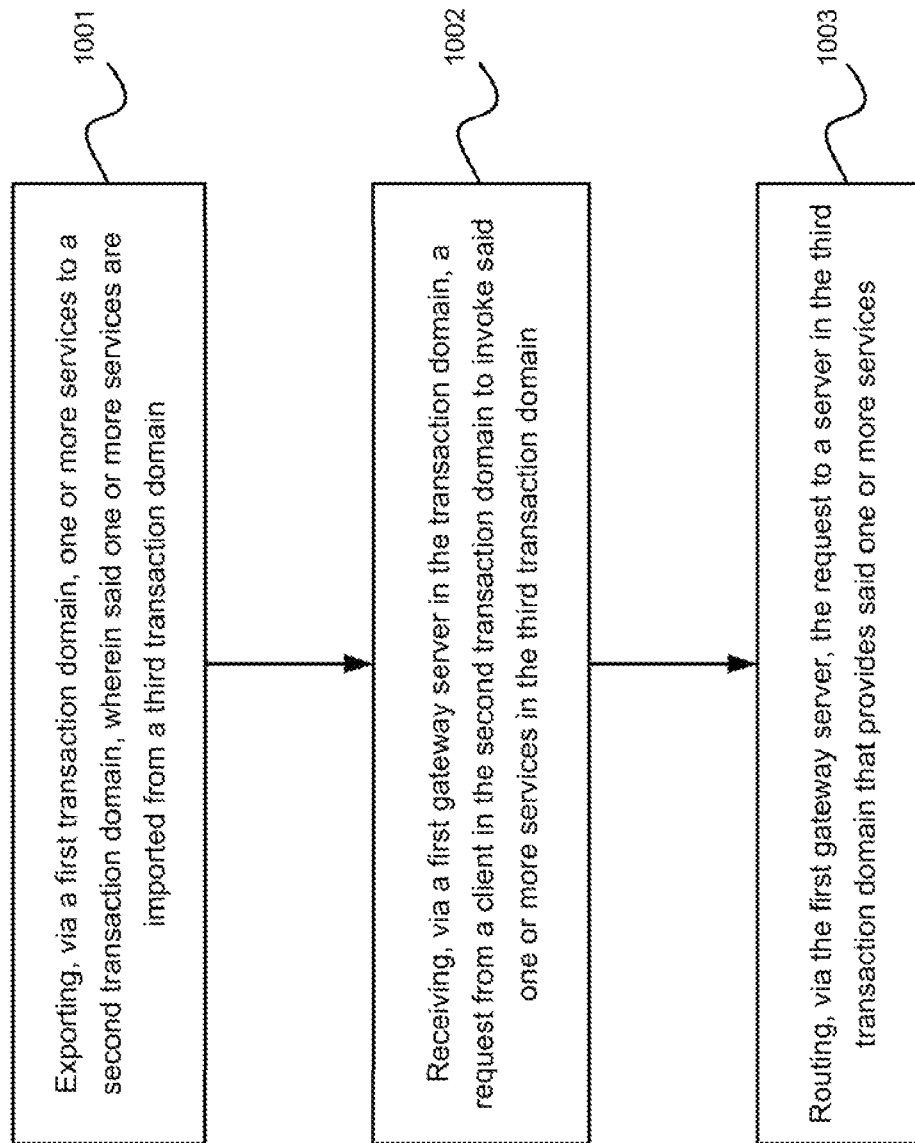 Exporting, via a first transaction domain, one or more services to a
second transaction domain, wherein said one or more services are
imported from a third transaction domain
1001
Receiving, via a first gateway server in the transaction domain, a
request from a client in the second transaction domain to invoke said
one or more services in the third transaction domain
1002
Routing, via the first gateway server, the request to a server in the third
transaction domain that provides said one or more services
1003